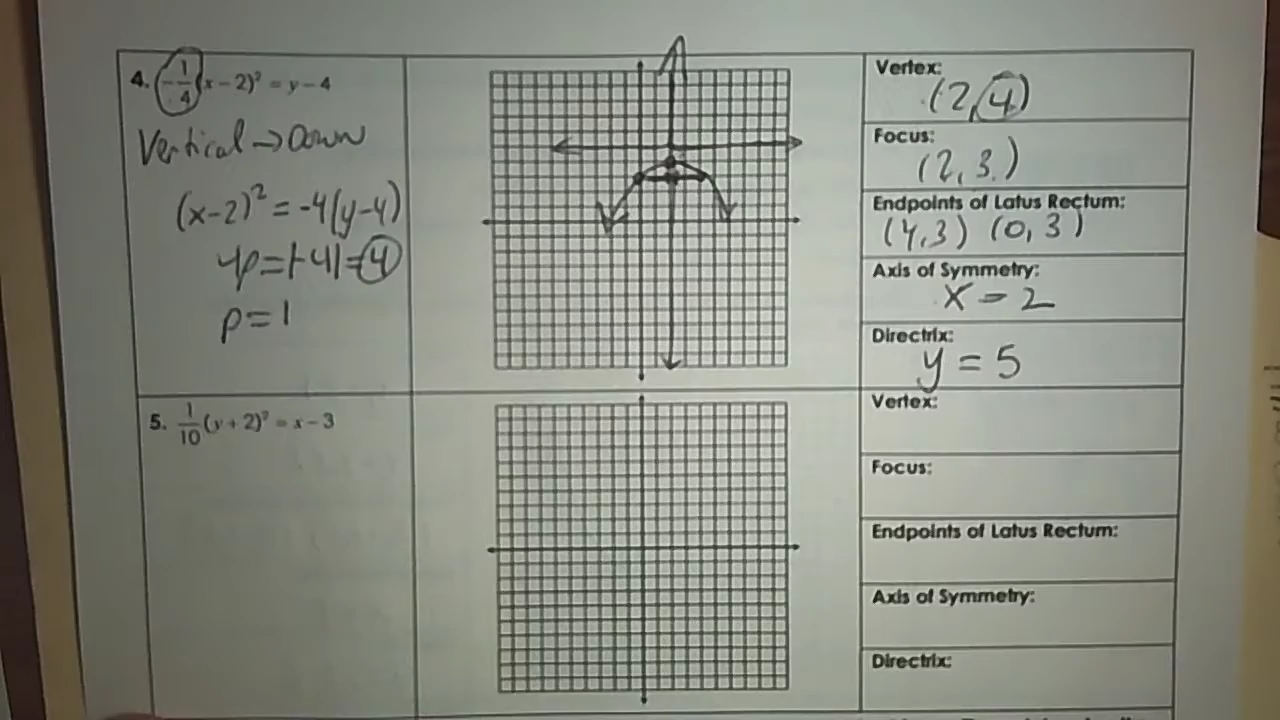 4. -1/4(x – 2)² = y – 4
Vertical → Down
(x-2)² = -4(y-4)
4p = |-4| = 4
p = 1
Vertex:
(2, 4)
Focus:
(2, 3)
Endpoints of Latus Rectum:
(4,3) (0,3)
Axis of Symmetry:
x = 2
Directrix:
y = 5
5. 1/10(y + 2)² = x – 3
Vertex:
Focus:
Endpoints of Latus Rectum:
Axis of Symmetry:
Directrix: